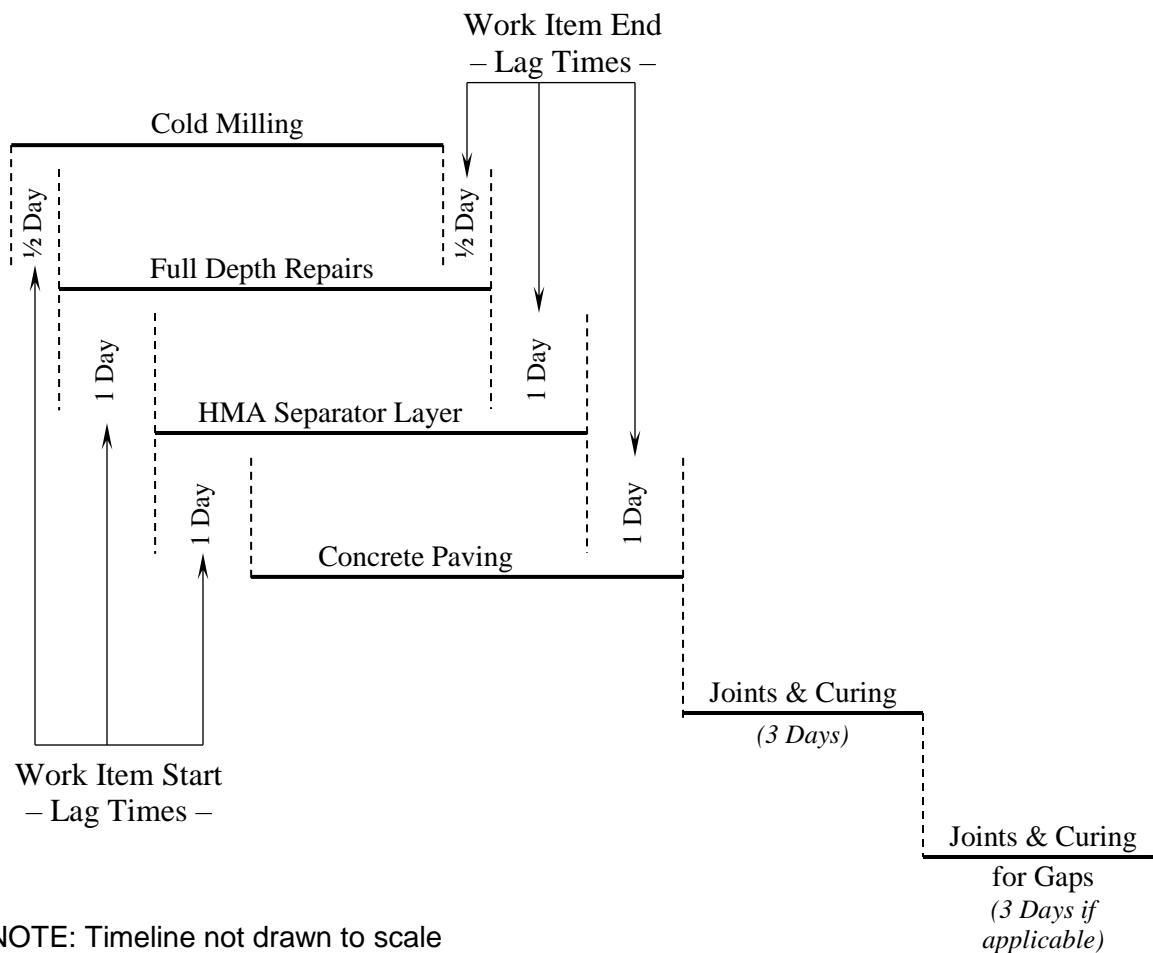 Work Item End
– Lag Times –
Cold Milling
½ Day
½ Day
Full Depth Repairs
1 Day
1 Day
HMA Separator Layer
1 Day
1 Day
Concrete Paving
Joints & Curing
(3 Days)
Work Item Start
– Lag Times –
Joints & Curing
for Gaps
(3 Days if
applicable)
NOTE: Timeline not drawn to scale